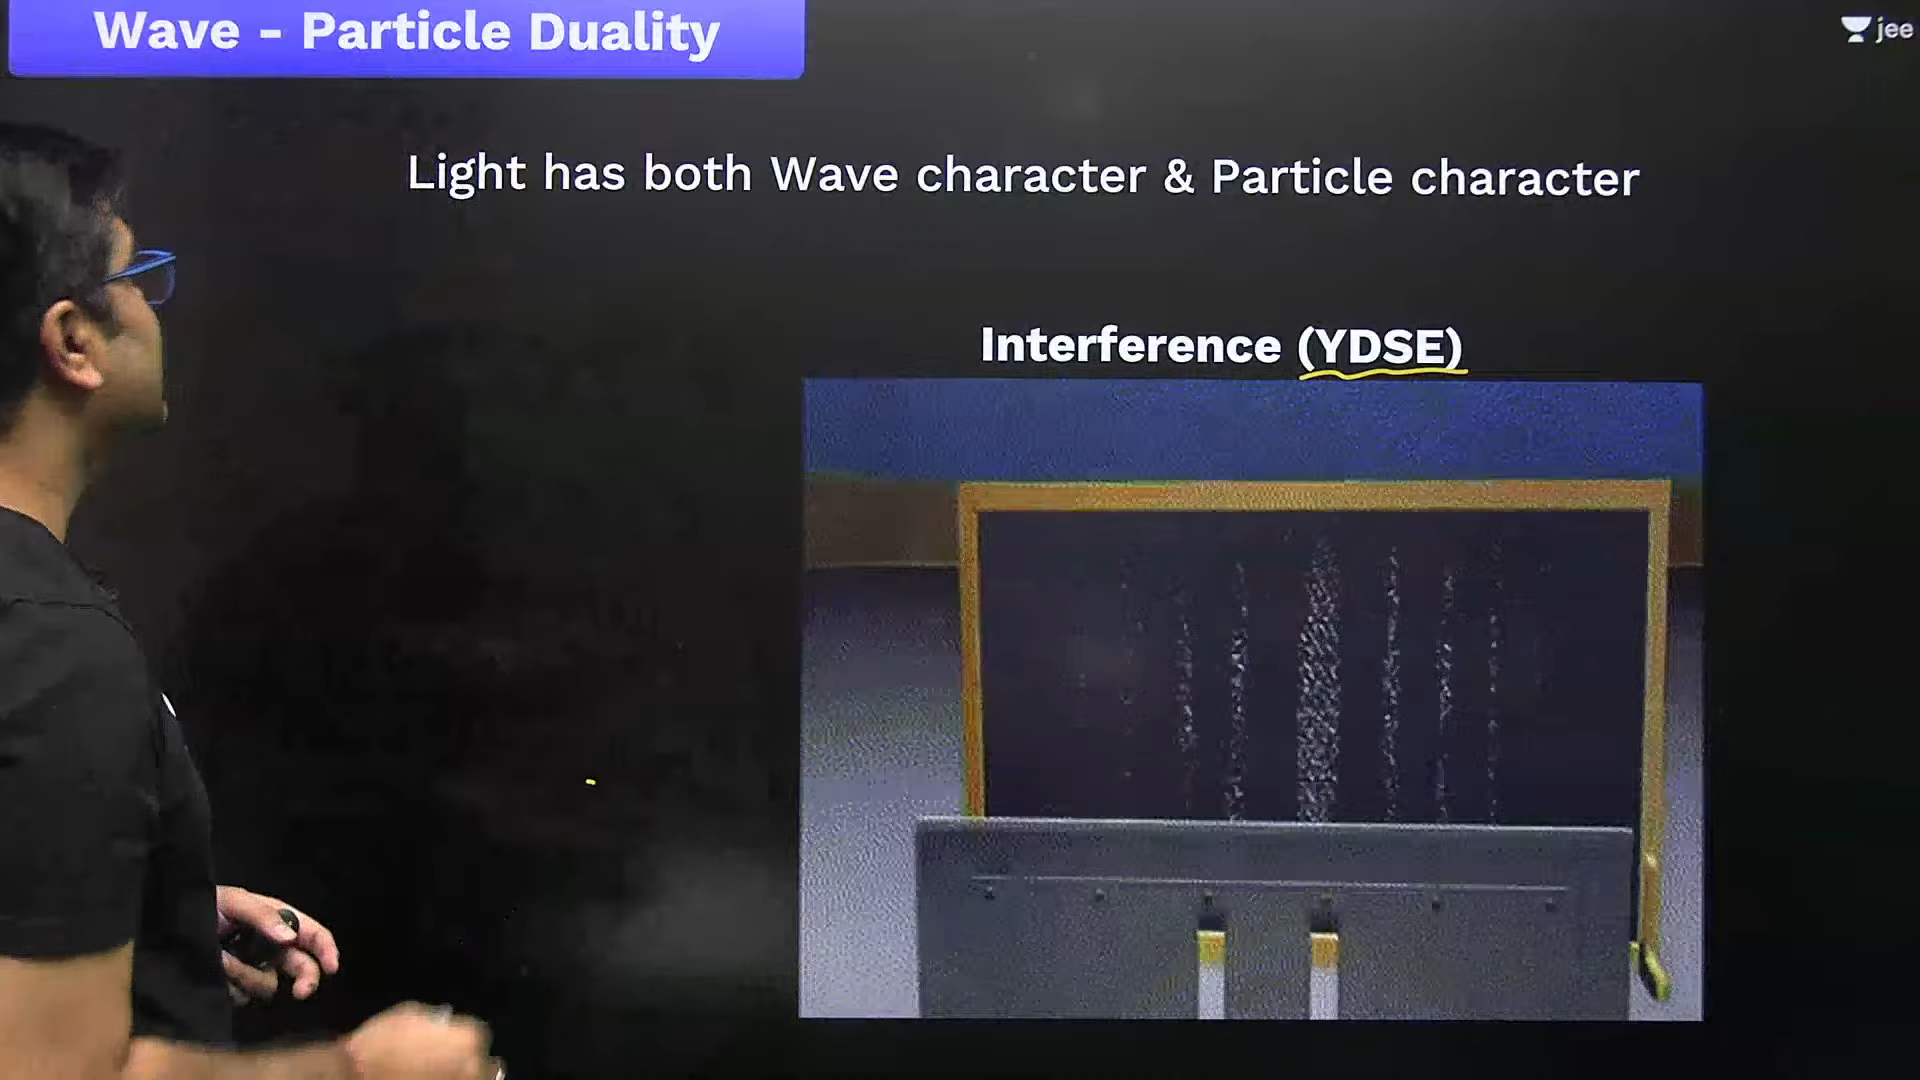 Wave - Particle Duality
jee
Light has both Wave character & Particle character
Interference (YDSE)